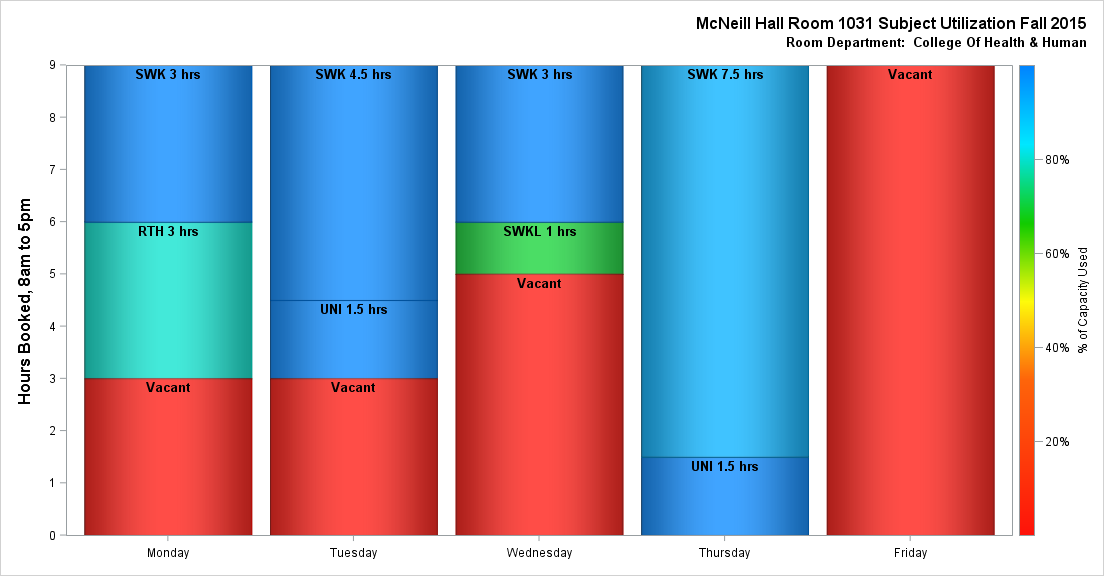 McNeill Hall Room 1031 Subject Utilization Fall 2015
Room Department: College Of Health & Human
Hours Booked, 8am to 5pm
9
8
7
6
5
4
3
2
1
0
SWK 3 hrs
RTH 3 hrs
Vacant
SWK 4.5 hrs
UNI 1.5 hrs
Vacant
SWK 3 hrs
SWKL 1 hrs
Vacant
SWK 7.5 hrs
UNI 1.5 hrs
Vacant
Monday
Tuesday
Wednesday
Thursday
Friday
80%
60%
40%
20%
% of Capacity Used